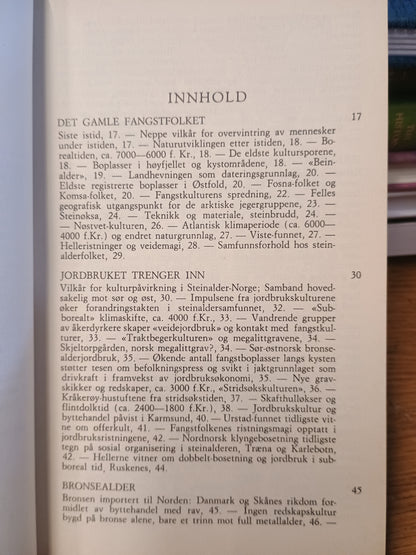 INNHOLD
DET GAMLE FANGSTFOLKET 17
Siste istid, 17. — Neppe vilkår for overvintring av mennesker
under istiden, 17. — Naturutviklingen etter istiden, 18. — Bo-
realtiden, ca. 7000—6000 f. Kr., 18. — De eldste kultursporene,
18. — Boplasser i høyfjellet og kystområdene, 18. — «Bein-
alder», 19. — Landhevningen som dateringsgrunnlag, 20. —
Eldste registrerte boplasser i Østfold, 20. — Fosna-folket og
Komsa-folket, 20. — Fangstkulturens spredning, 22. — Felles
geografisk utgangspunkt for de arktiske jegergruppene, 23. —
Steinøksa, 24. — Teknikk og materiale, steinbrudd, 24. —
— Nøstvet-kulturen, 26. — Atlantisk klimaperiode (ca. 6000—
4000 f. Kr.) og endret naturgrunnlag, 27. — Viste-funnet, 27. —
Helleristninger og veidemagi, 28. — Samfunnsforhold hos stein-
alderfolket, 29
JORDBRUKET TRENGER INN 30
Vilkår for kulturpåvirkning i Steinalder-Norge; Samband hoved-
sakelig mot sør og øst, 30. — Impulsene fra jordbrukskulturene
øker forandringstakten i steinaldersamfunnet, 32. — «Sub-
borealt» klimaskifte, ca. 4000 f.Kr., 33. — Vandrende gruppper
av åkerdyrkere skaper «veidejordbruk» og kontakt med fangstkul-
turer, 33. — «Traktbegerkulturen» og megalittgravene, 34. —
Skjeltorpgården, norsk megalittgrav?, 34. — Sør-østnorsk bronse-
alderjordbruk, 35. — Økende antall fangstboplasser langs kysten
støtter tesen om befolkningspress og svikt i jaktgrunnlaget som
drivkraft i framvekst av jordbruksøkonomi, 35. — Nye grav-
skikker og redskaper, ca. 3000 f.Kr., «Stridsøkskulturen», 36. —
Kråkerøy-hustuftene fra stridsøkstiden, 37. — Skafthulløkser og
flintdolktid (ca. 2400—1800 f. Kr.), 38. — Jordbrukskultur og
byttehandel påvist i Karmsund, 40. — Urstad-funnet tidligste vit-
ne om offerkult, 41. — Fangstfolkenes ristningsmagi opptatt i
jordbruksristningene, 42. — Nordnorsk klyngebosetning tidligste
tegn på sosial organisering i steinalderen, Træna og Karlebotn,
42. — Hellerne vitner om dobbelt-bosetning og jordbruk i sub-
boreal tid, Ruskenes, 44.
BRONSEALDER 45
Bronsen importert til Norden: Danmark og Skånes rikdom for-
midlet av byttehandel med rav, 45. — Ingen redskapskultur
bygd på bronse alene, bare et trinn mot full metallalder, 46. —